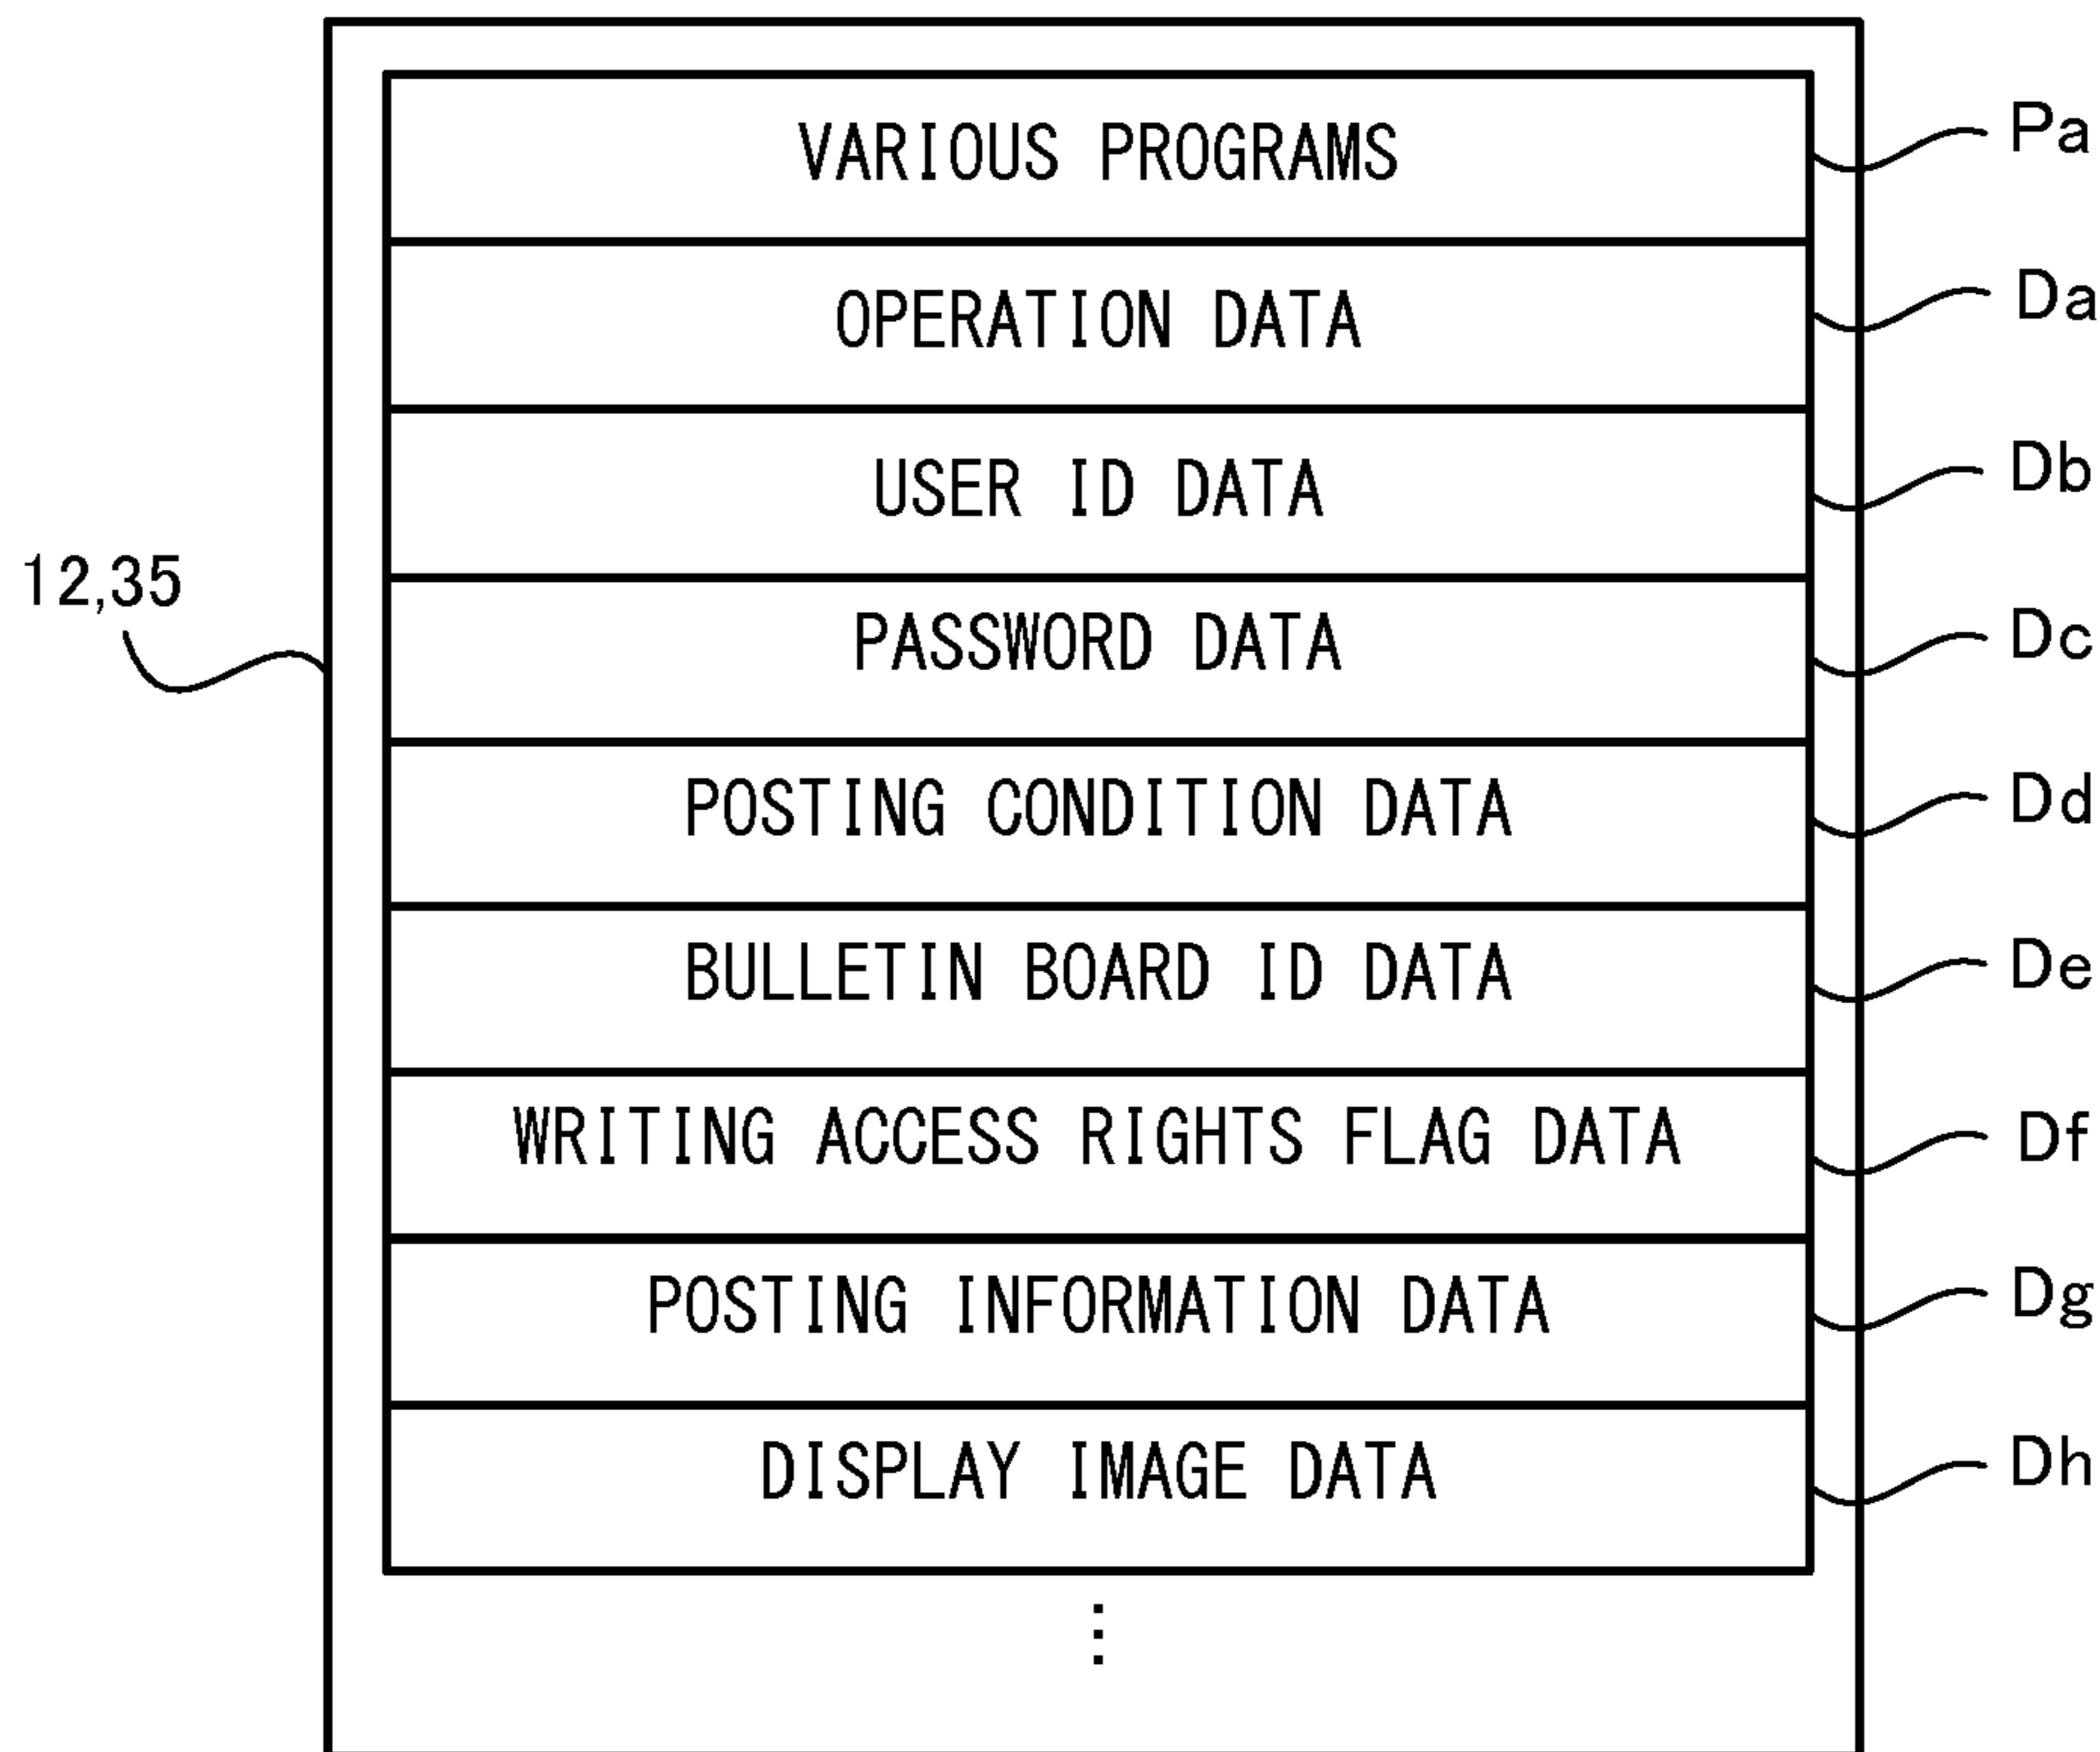 VARIOUS PROGRAMS Pa
OPERATION DATA Da
USER ID DATA Db
12,35
PASSWORD DATA Dc
POSTING CONDITION DATA Dd
BULLETIN BOARD ID DATA De
WRITING ACCESS RIGHTS FLAG DATA Df
POSTING INFORMATION DATA Dg
DISPLAY IMAGE DATA Dh
⋮